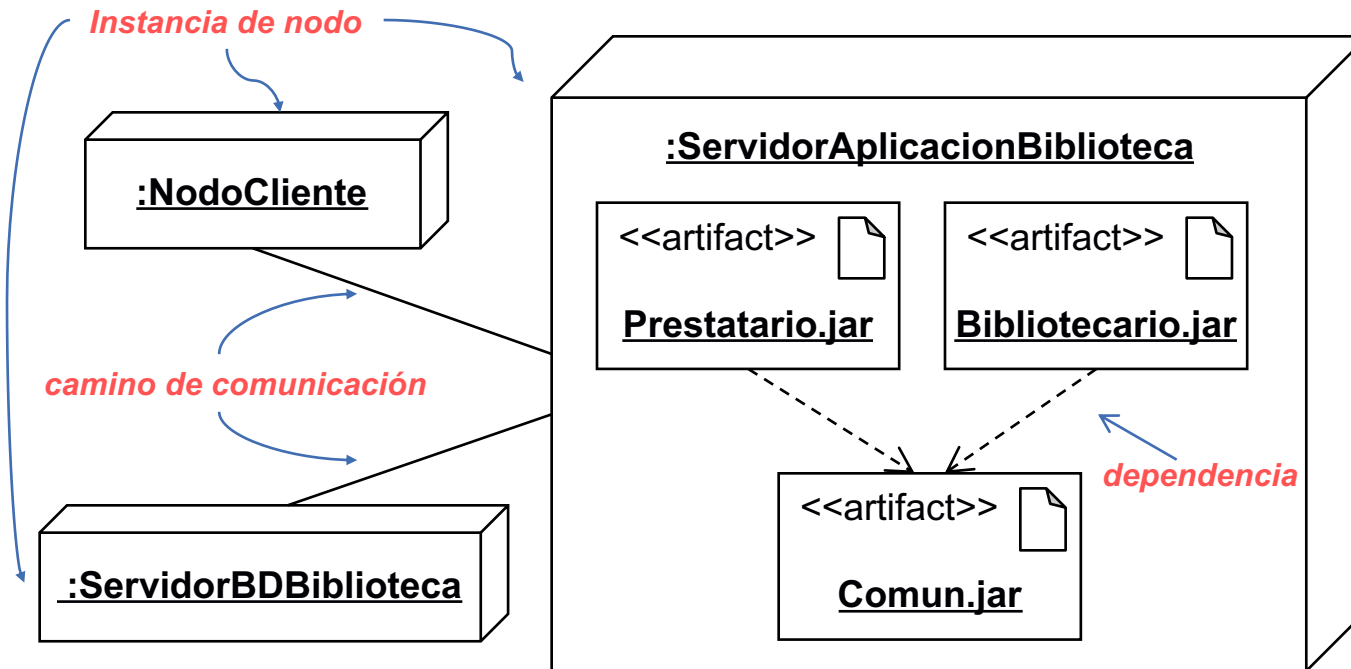 Instancia de nodo
:NodoCliente
camino de comunicación
:ServidorBDBiblioteca
:ServidorAplicacionBiblioteca
<<artifact>>
Prestatario.jar
<<artifact>>
Bibliotecario.jar
dependencia
<<artifact>>
Comun.jar